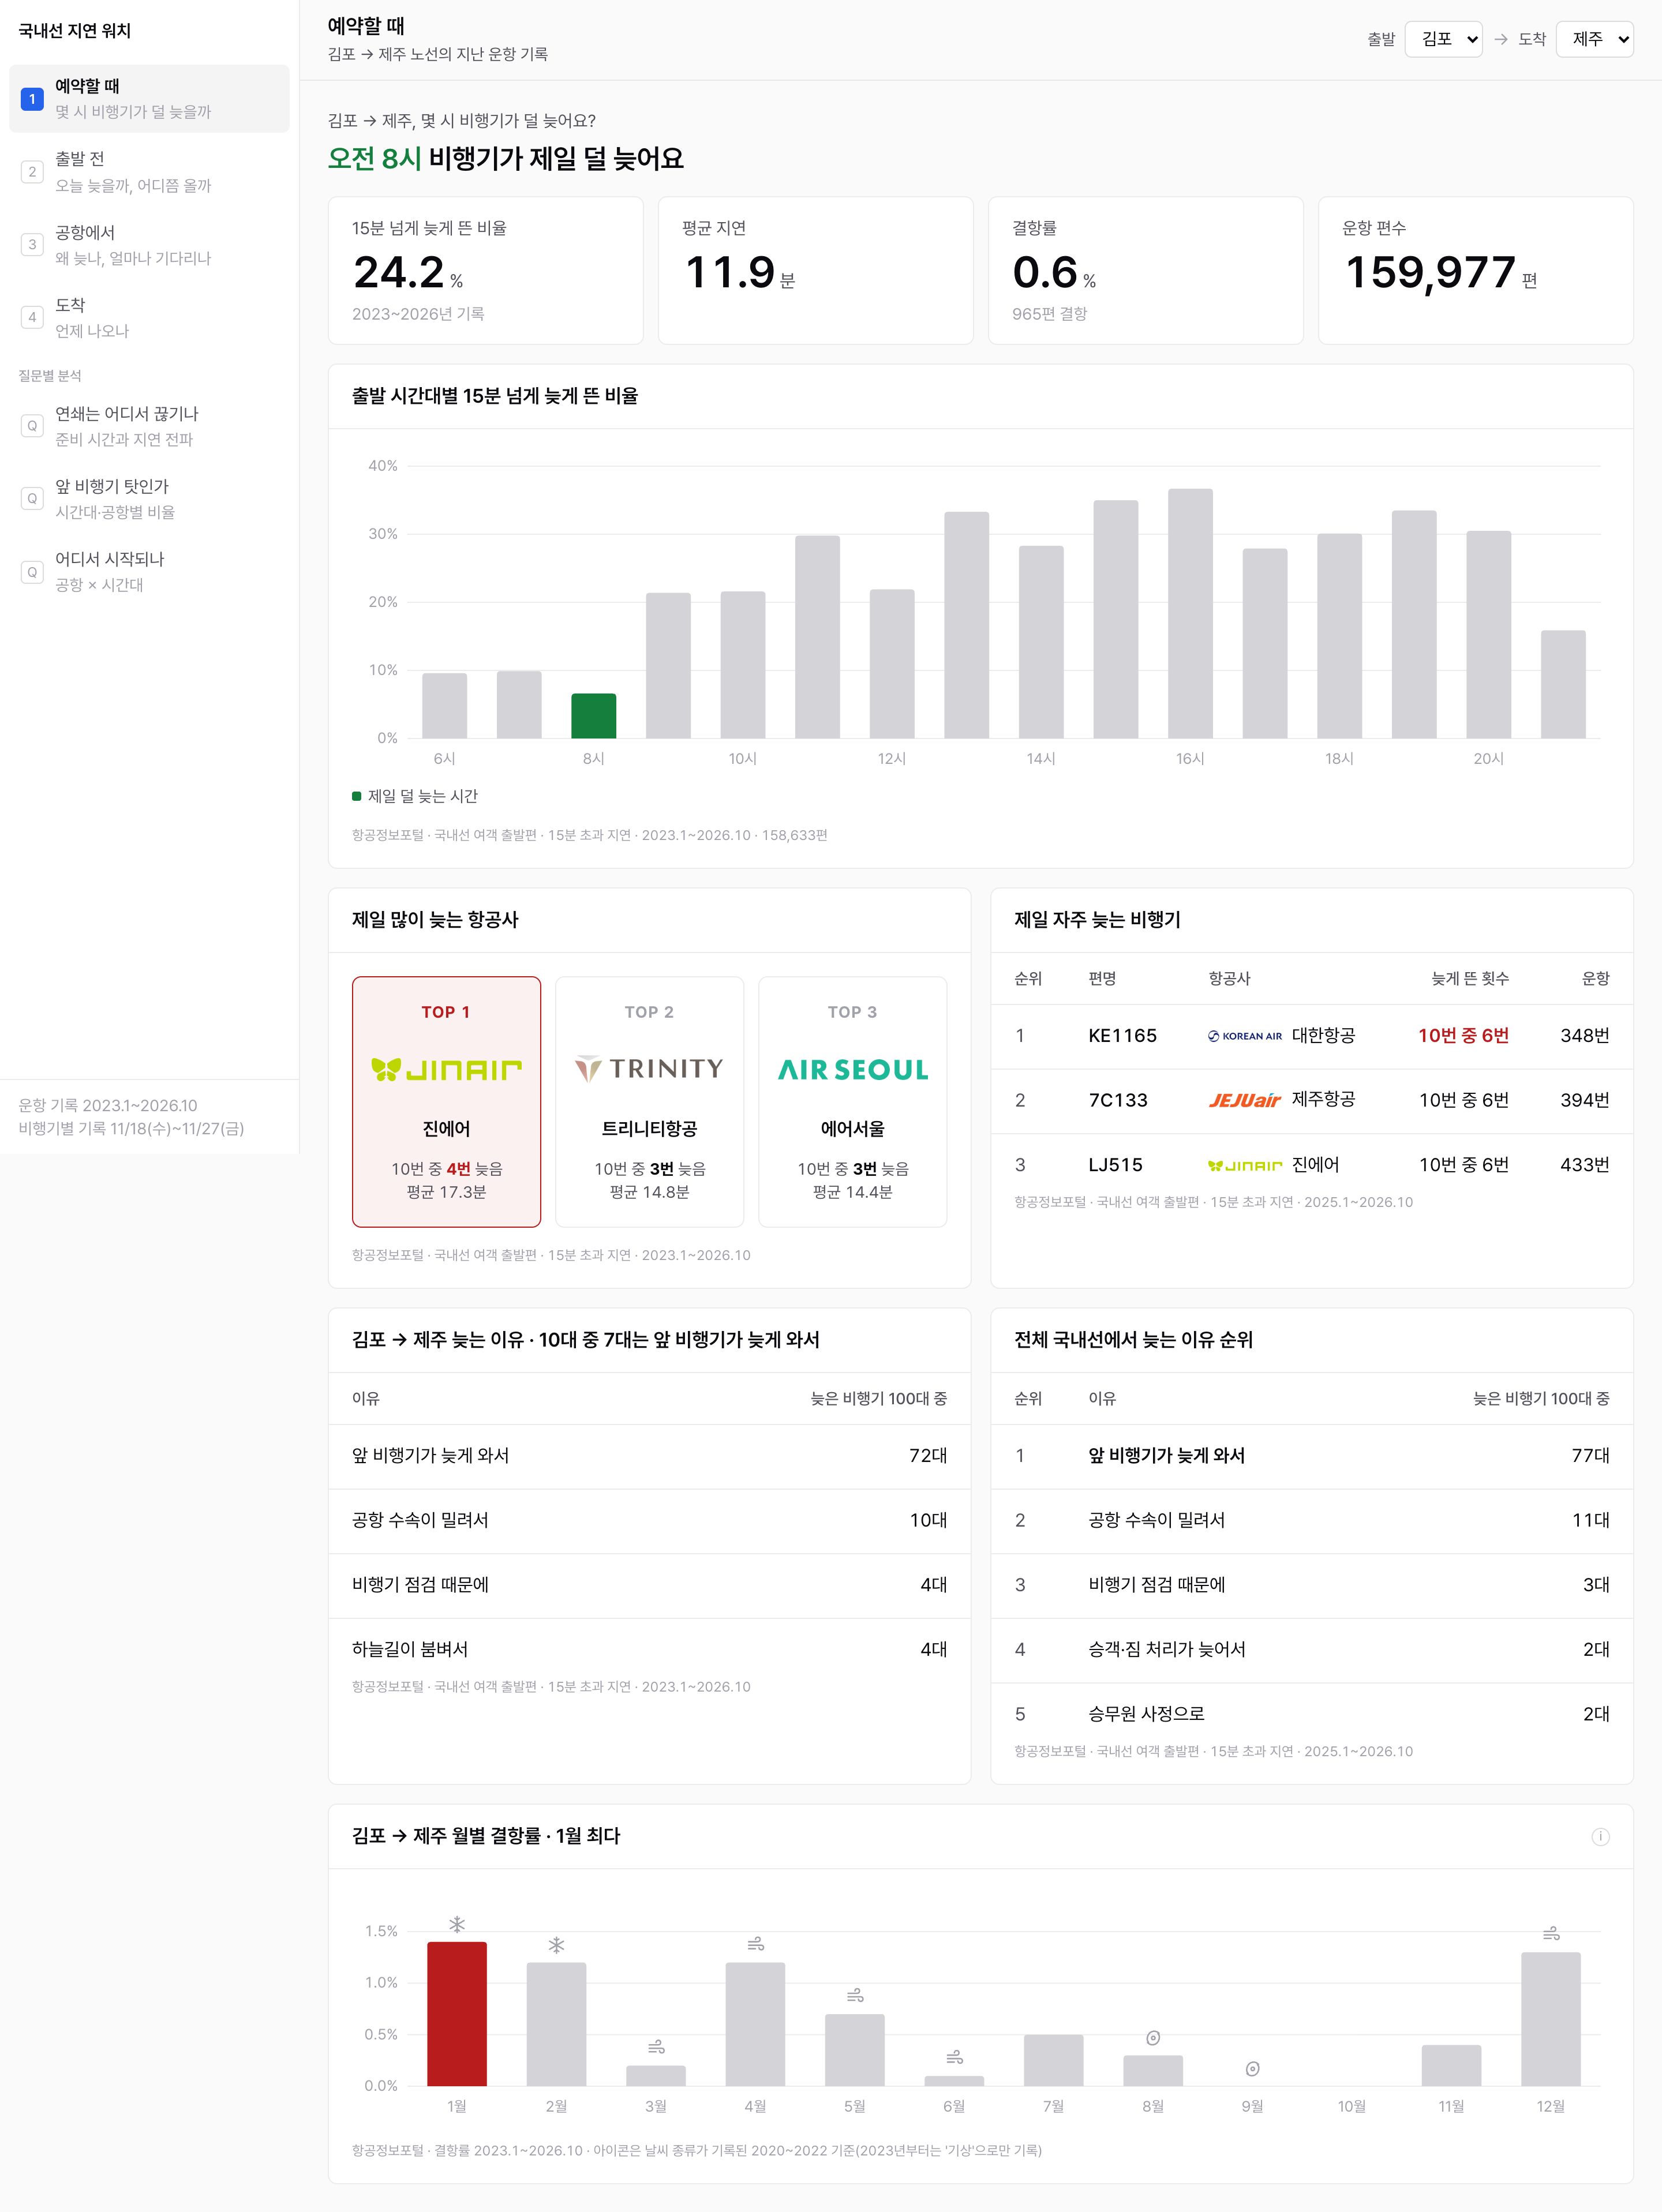 국내선 지연 워치
1
예약할 때
몇 시 비행기가 덜 늦을까
2
출발 전
오늘 늦을까, 어디쯤 올까
3
공항에서
왜 늦나, 얼마나 기다리나
4
도착
언제 나오나
질문별 분석
Q
연쇄는 어디서 끊기나
준비 시간과 지연 전파
Q
앞 비행기 탓인가
시간대·공항별 비율
Q
어디서 시작되나
공항 × 시간대
운항 기록 2023.1~2026.10
비행기별 기록 11/18(수)~11/27(금)
예약할 때
김포 → 제주 노선의 지난 운항 기록
출발 김포 → 도착 제주
김포 → 제주, 몇 시 비행기가 덜 늦어요?
오전 8시 비행기가 제일 덜 늦어요
15분 넘게 늦게 뜬 비율
24.2 %
2023~2026년 기록
평균 지연
11.9 분
결항률
0.6 %
965편 결항
운항 편수
159,977 편
출발 시간대별 15분 넘게 늦게 뜬 비율
40%
30%
20%
10%
0%
6시 8시 10시 12시 14시 16시 18시 20시
제일 덜 늦는 시간
항공정보포털 · 국내선 여객 출발편 · 15분 초과 지연 · 2023.1~2026.10 · 158,633편
제일 많이 늦는 항공사
TOP 1
JINAIR
진에어
10번 중 4번 늦음
평균 17.3분
TOP 2
TRINITY
트리니티항공
10번 중 3번 늦음
평균 14.8분
TOP 3
AIR SEOUL
에어서울
10번 중 3번 늦음
평균 14.4분
항공정보포털 · 국내선 여객 출발편 · 15분 초과 지연 · 2023.1~2026.10
제일 자주 늦는 비행기
순위 편명 항공사 늦게 뜬 횟수 운항
1 KE1165 KOREAN AIR 대한항공 10번 중 6번 348번
2 7C133 JEJUair 제주항공 10번 중 6번 394번
3 LJ515 JINAIR 진에어 10번 중 6번 433번
항공정보포털 · 국내선 여객 출발편 · 15분 초과 지연 · 2025.1~2026.10
김포 → 제주 늦는 이유 · 10대 중 7대는 앞 비행기가 늦게 와서
이유 늦은 비행기 100대 중
앞 비행기가 늦게 와서 72대
공항 수속이 밀려서 10대
비행기 점검 때문에 4대
하늘길이 붐벼서 4대
항공정보포털 · 국내선 여객 출발편 · 15분 초과 지연 · 2023.1~2026.10
전체 국내선에서 늦는 이유 순위
순위 이유 늦은 비행기 100대 중
1 앞 비행기가 늦게 와서 77대
2 공항 수속이 밀려서 11대
3 비행기 점검 때문에 3대
4 승객·짐 처리가 늦어서 2대
5 승무원 사정으로 2대
항공정보포털 · 국내선 여객 출발편 · 15분 초과 지연 · 2025.1~2026.10
김포 → 제주 월별 결항률 · 1월 최다
i
1.5%
1.0%
0.5%
0.0%
1월 2월 3월 4월 5월 6월 7월 8월 9월 10월 11월 12월
항공정보포털 · 결항률 2023.1~2026.10 · 아이콘은 날씨 종류가 기록된 2020~2022 기준(2023년부터는 '기상'으로만 기록)